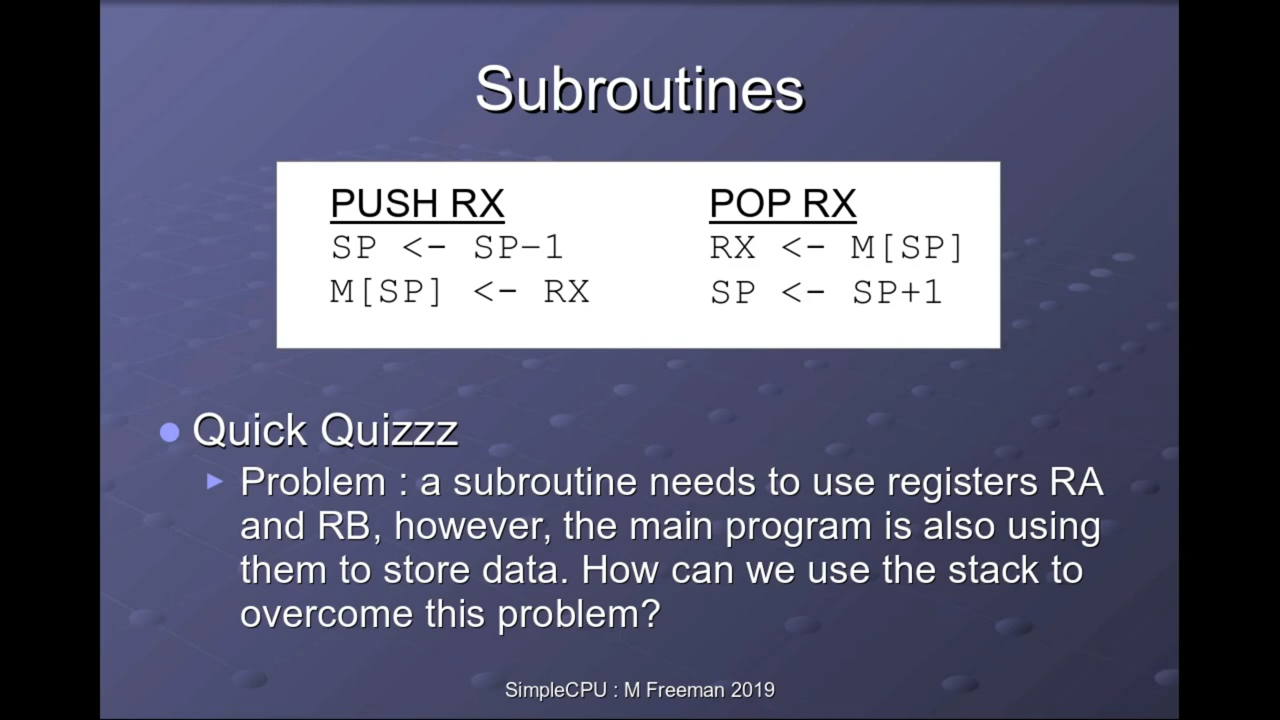 Subroutines
PUSH RX
SP <- SP−1
M[SP] <- RX
POP RX
RX <- M[SP]
SP <- SP+1
Quick Quizzz
Problem : a subroutine needs to use registers RA
and RB, however, the main program is also using
them to store data. How can we use the stack to
overcome this problem?
SimpleCPU : M Freeman 2019